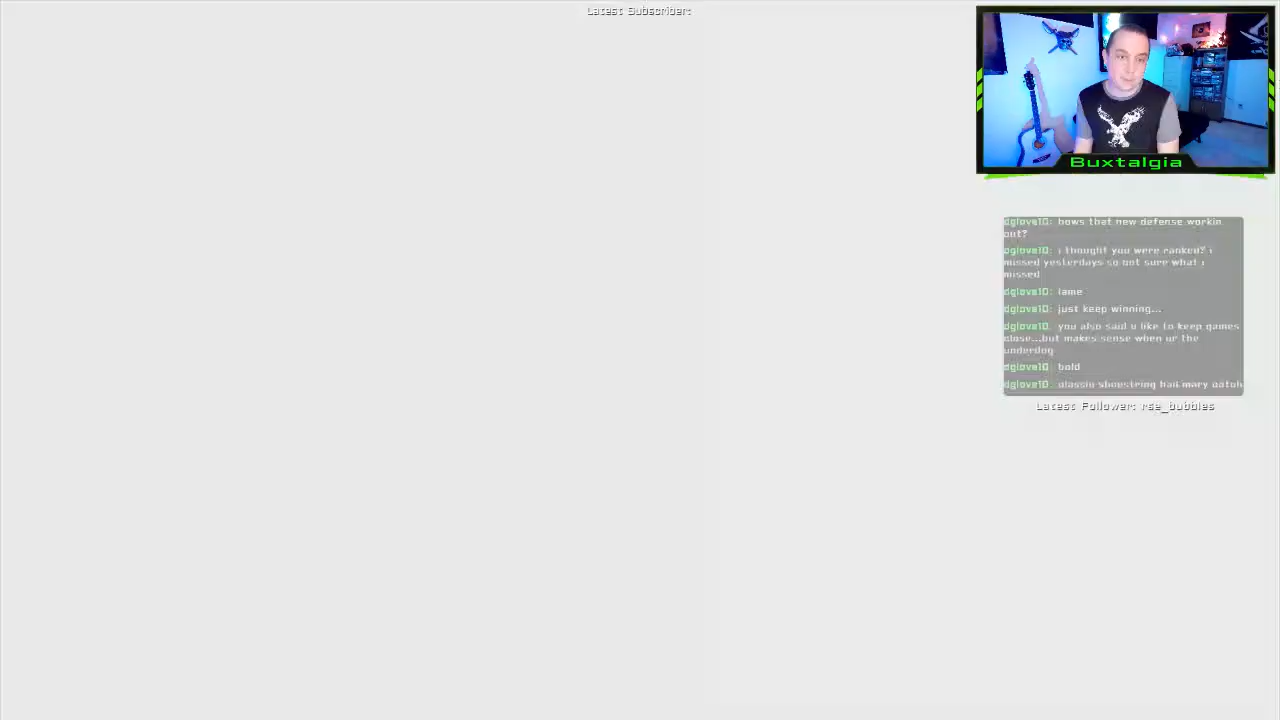 Latest Subscriber:
Buxtalgia
dglove10: hows that new defense workin
out?
dglove10: i thought you were ranked? i
missed yesterdays so not sure what i
missed
dglove10: lame
dglove10: just keep winning...
dglove10: you also said u like to keep games
close...but makes sense when ur the
underdog
dglove10: bold
dglove10: classic shoestring hail mary catch
Latest Follower: rse_bubbles